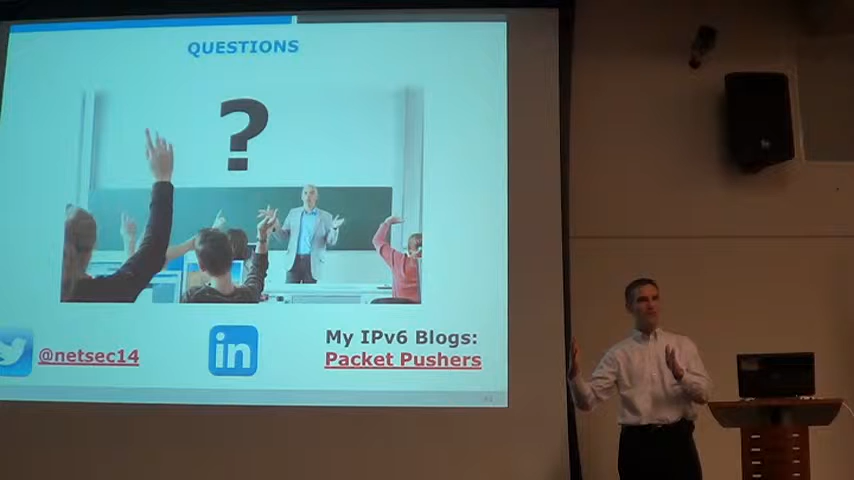 QUESTIONS
?
@netsec14
in
My IPv6 Blogs:
Packet Pushers